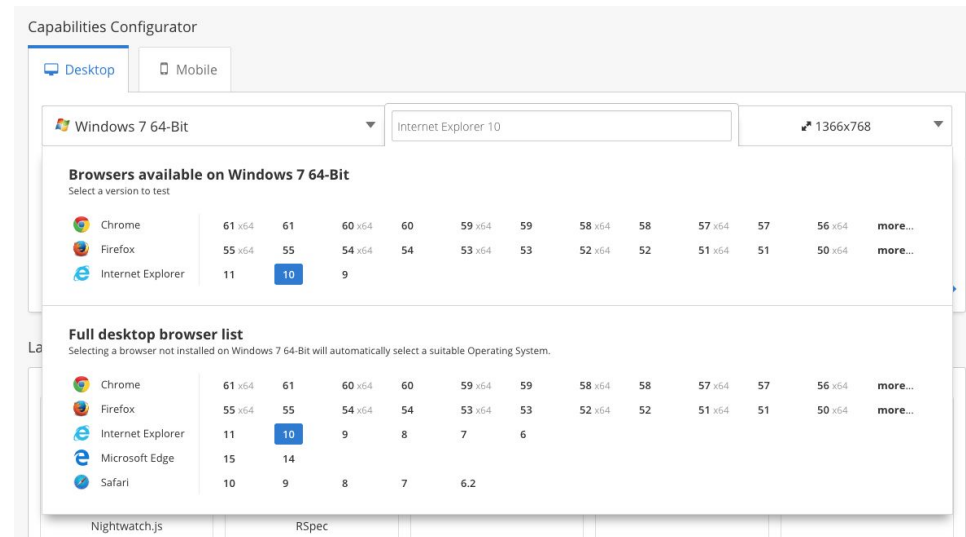 Capabilities Configurator
Desktop Mobile
Windows 7 64-Bit Internet Explorer 10 1366x768
Browsers available on Windows 7 64-Bit
Select a version to test
Chrome 61 x64 61 60 x64 60 59 x64 59 58 x64 58 57 x64 57 56 x64 more...
Firefox 55 x64 55 54 x64 54 53 x64 53 52 x64 52 51 x64 51 50 x64 more...
Internet Explorer 11 10 9
Full desktop browser list
La
Selecting a browser not installed on Windows 7 64-Bit will automatically select a suitable Operating System.
Chrome 61 x64 61 60 x64 60 59 x64 59 58 x64 58 57 x64 57 56 x64 more...
Firefox 55 x64 55 54 x64 54 53 x64 53 52 x64 52 51 x64 51 50 x64 more...
Internet Explorer 11 10 9 8 7 6
Microsoft Edge 15 14
Safari 10 9 8 7 6.2
Nightwatch.js RSpec